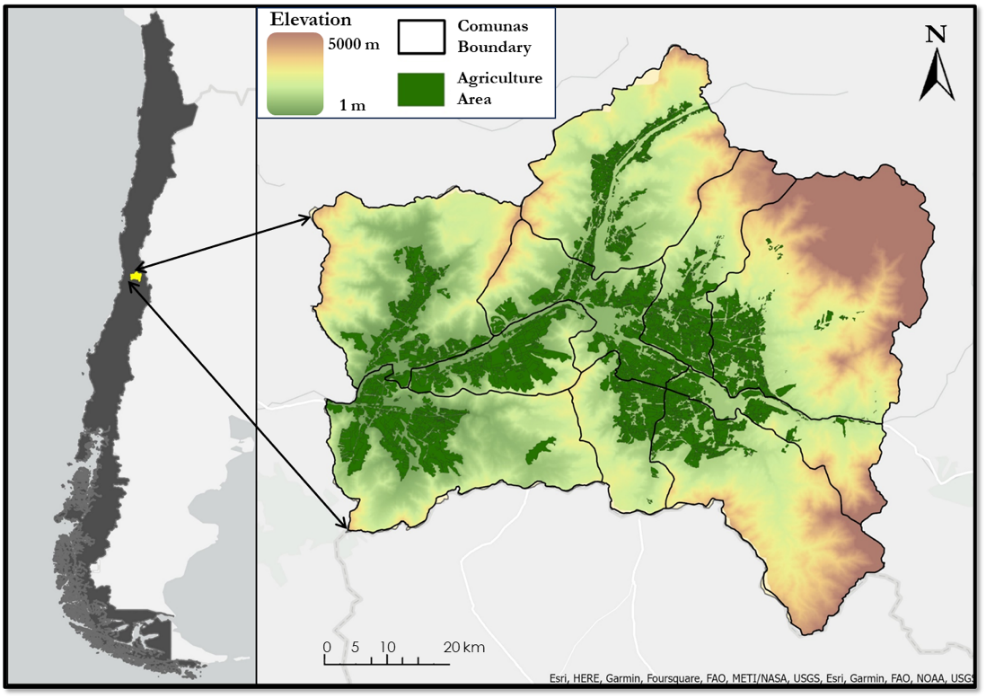 Elevation
5000 m
1 m
Comunas
Boundary
Agriculture
Area
N
0 5 10 20 km
Esri, HERE, Garmin, Foursquare, FAO, METI/NASA, USGS, Esri, Garmin, FAO, NOAA, USG